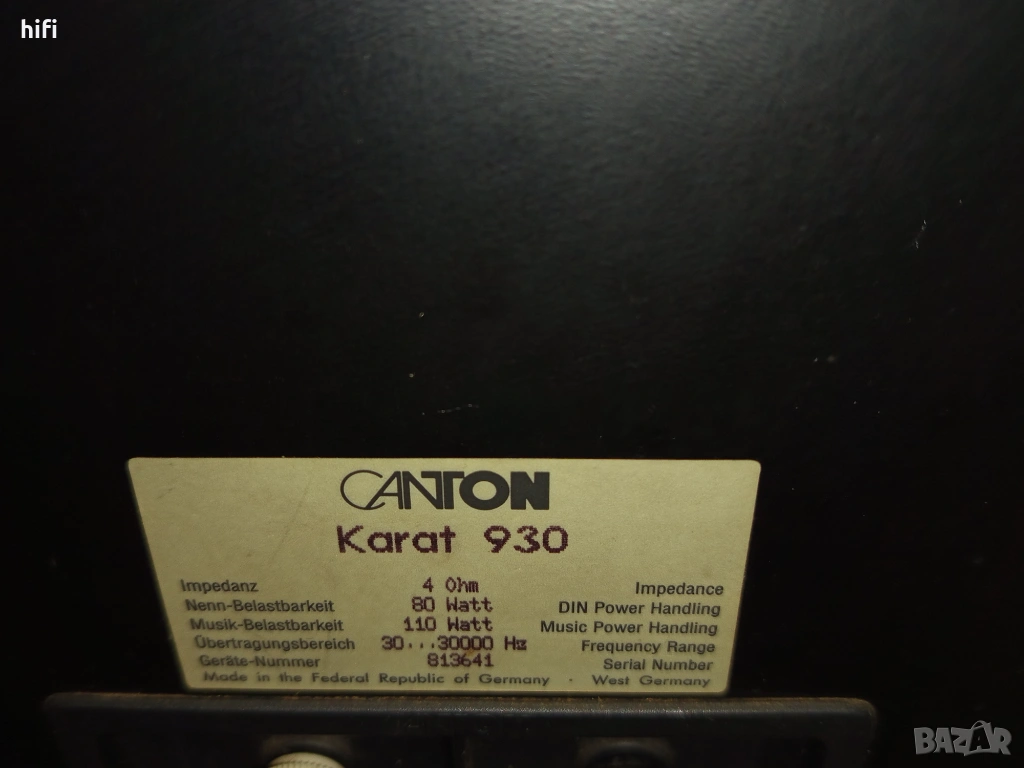 hifi
CANTON
Karat 930
Impedanz 4 Ohm Impedance
Nenn-Belastbarkeit 80 Watt DIN Power Handling
Musik-Belastbarkeit 110 Watt Music Power Handling
Übertragungsbereich 30...30000 Hz Frequency Range
Geräte-Nummer 813641 Serial Number
Made in the Federal Republic of Germany · West Germany
BAZAR